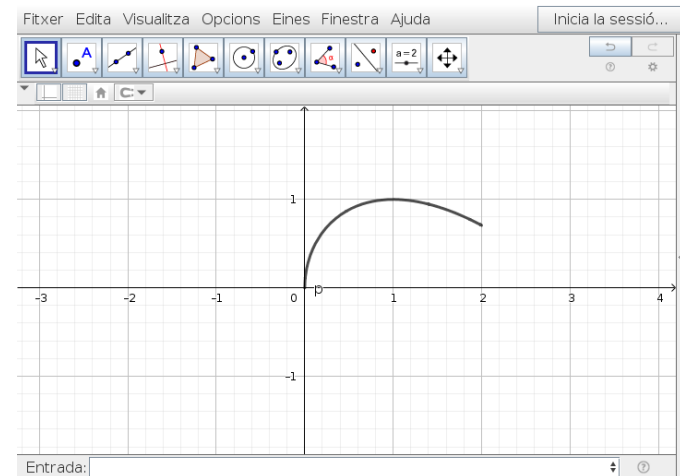 Fitxer Edita Visualitza Opcions Eines Finestra Ajuda Inicia la sessió...
A α a=2
1
-3 -2 -1 0 p 1 2 3 4
-1
Entrada: